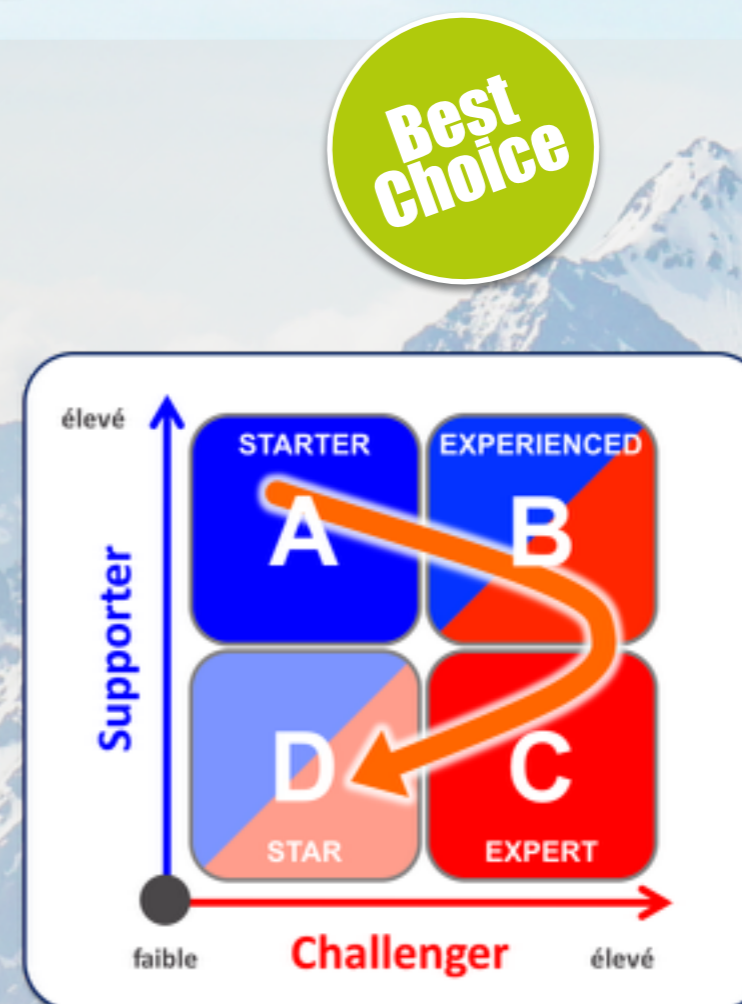 Best
Choice
élevé
STARTER
EXPERIENCED
A
B
Supporter
D
C
STAR
EXPERT
faible
Challenger
élevé